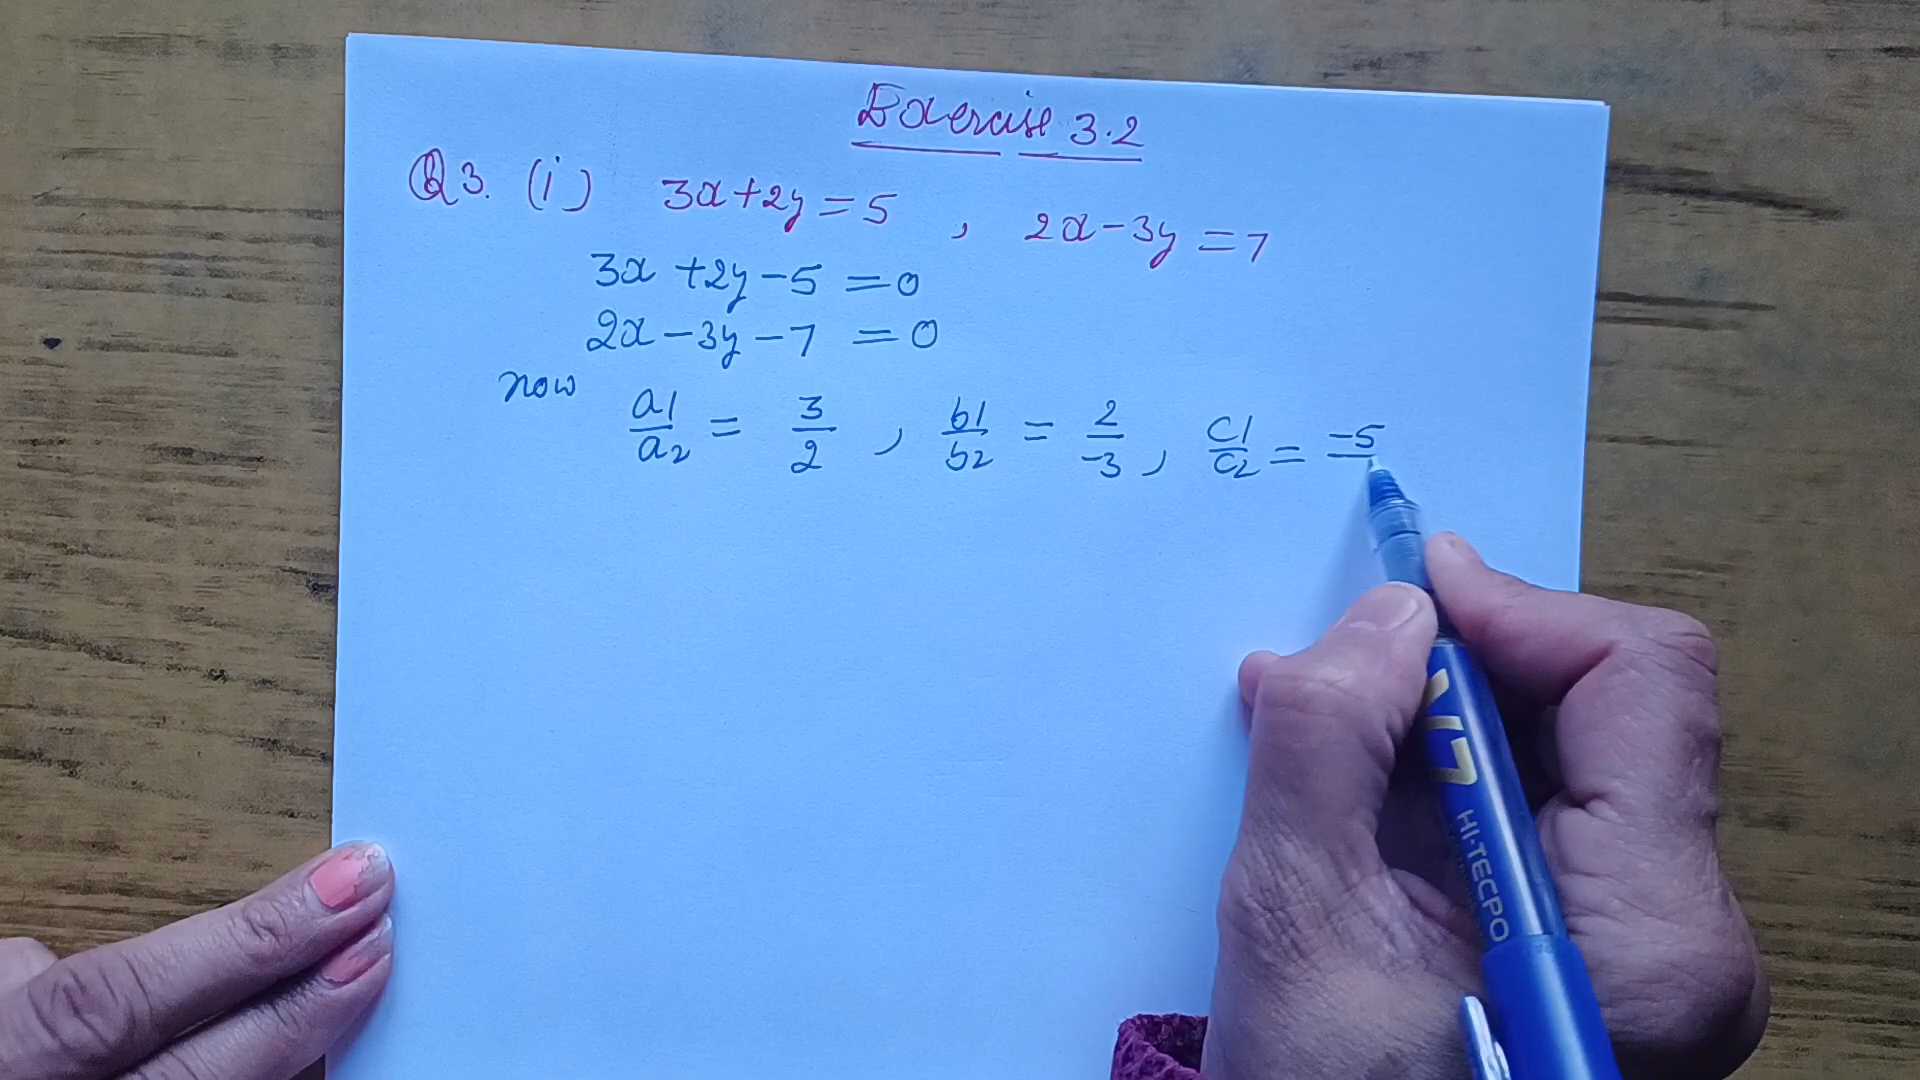 Exercise 3.2
Q3. (i) 3x+2y=5 , 2x-3y=7
3x+2y-5=0
2x-3y-7=0
now a1/a2 = 3/2 , b1/b2 = 2/-3 , c1/c2 = -5/
V7 HI-TECPO